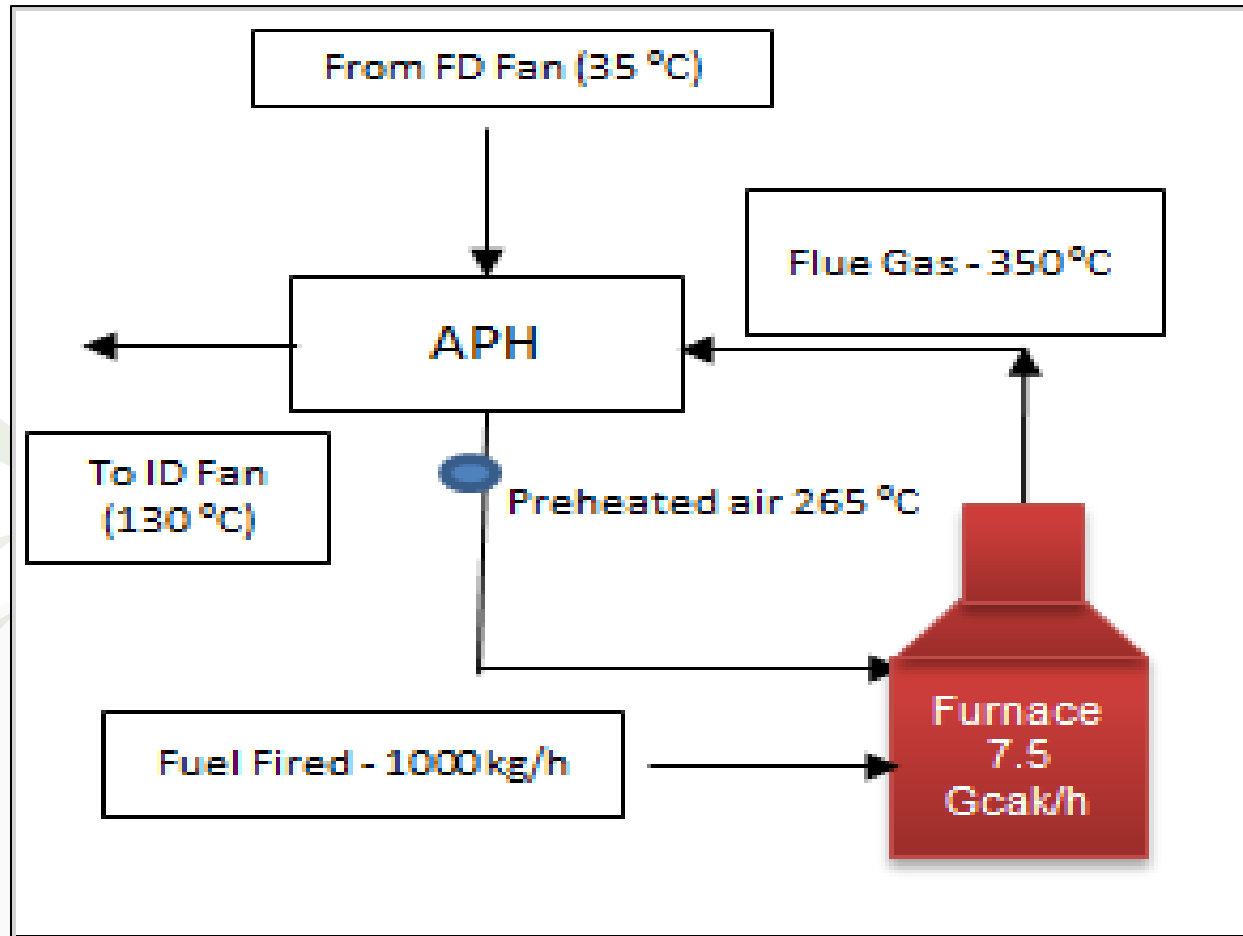 From FD Fan (35 °C)
Flue Gas - 350°C
APH
To ID Fan
(130 °C)
Preheated air 265 °C
Furnace
7.5
Gcak/h
Fuel Fired - 1000 kg/h